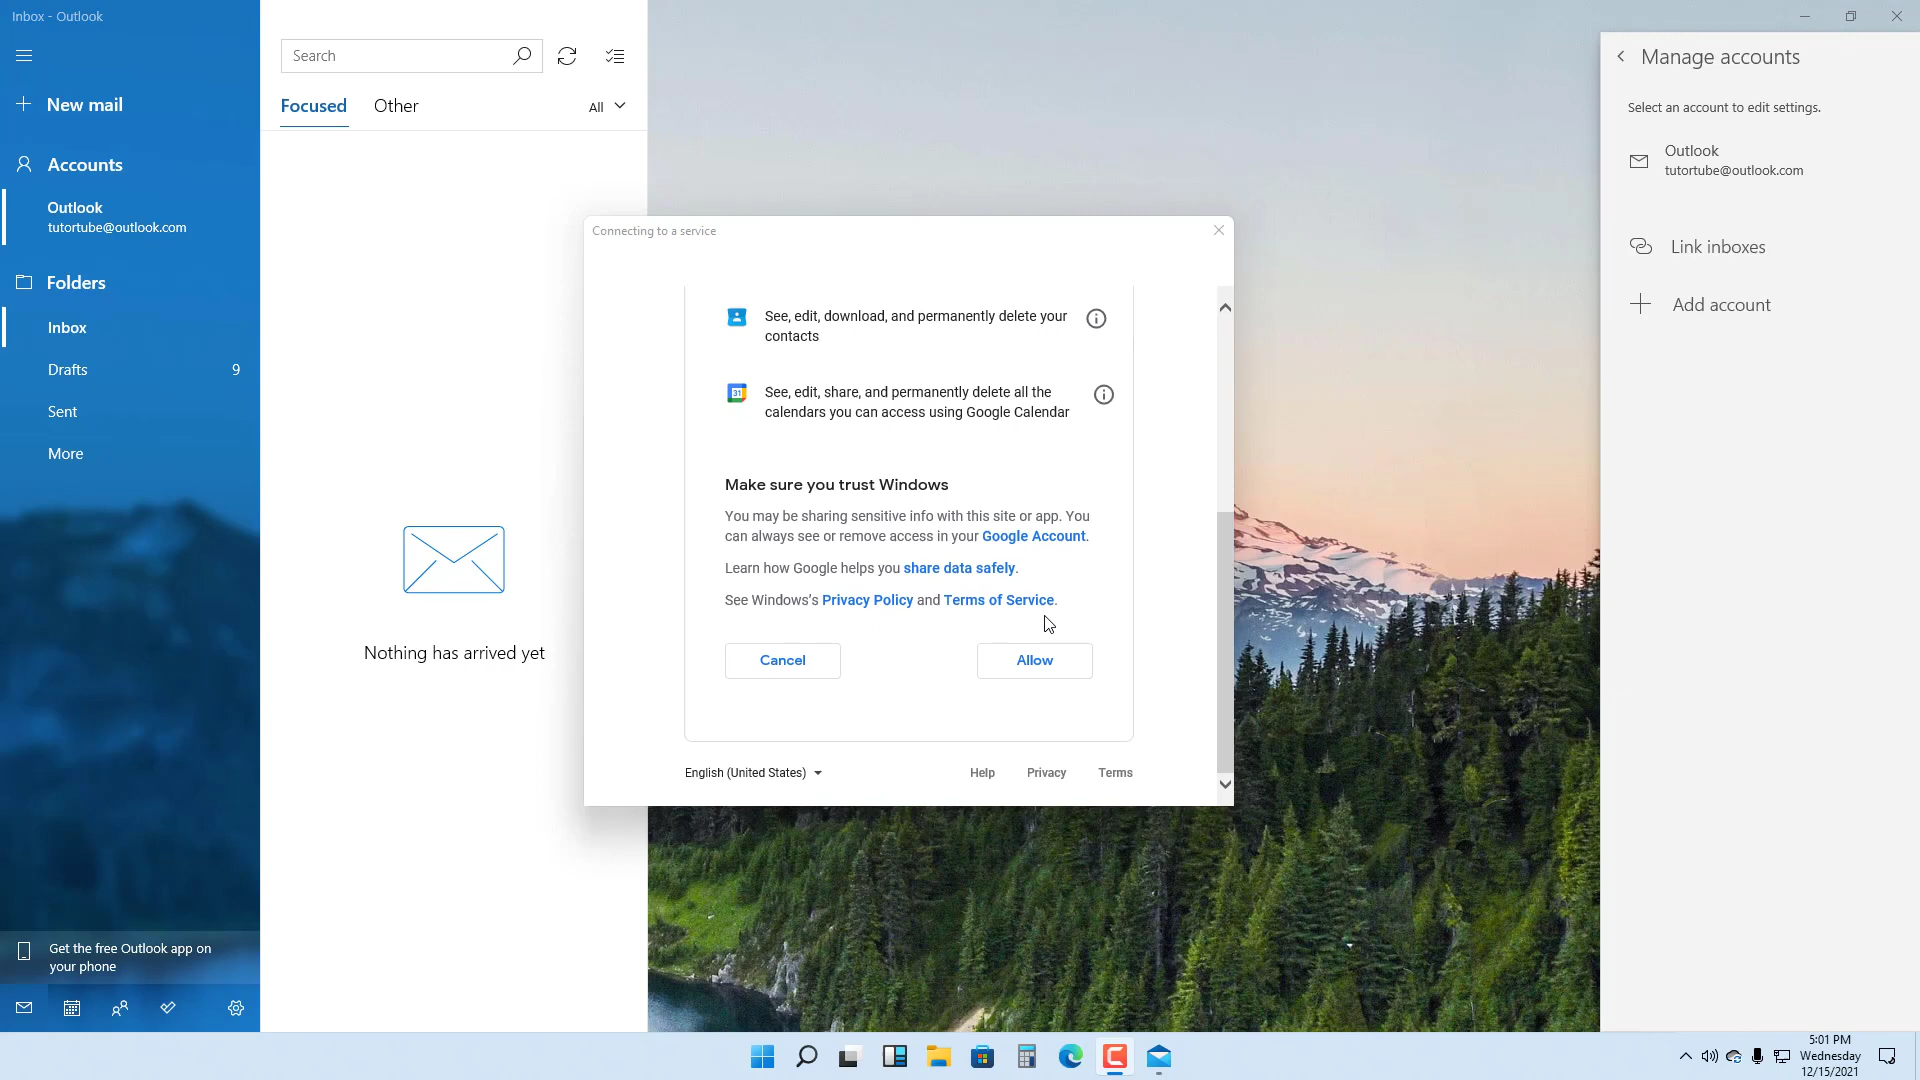 Inbox - Outlook
New mail
Accounts
Outlook
tutortube@outlook.com
Folders
Inbox
Drafts 9
Sent
More
Get the free Outlook app on
your phone
Search
Focused Other All
Nothing has arrived yet
Connecting to a service
See, edit, download, and permanently delete your
contacts
31
See, edit, share, and permanently delete all the
calendars you can access using Google Calendar
Make sure you trust Windows
You may be sharing sensitive info with this site or app. You
can always see or remove access in your Google Account.
Learn how Google helps you share data safely.
See Windows's Privacy Policy and Terms of Service.
Cancel Allow
English (United States) Help Privacy Terms
Manage accounts
Select an account to edit settings.
Outlook
tutortube@outlook.com
Link inboxes
Add account
5:01 PM
Wednesday
12/15/2021